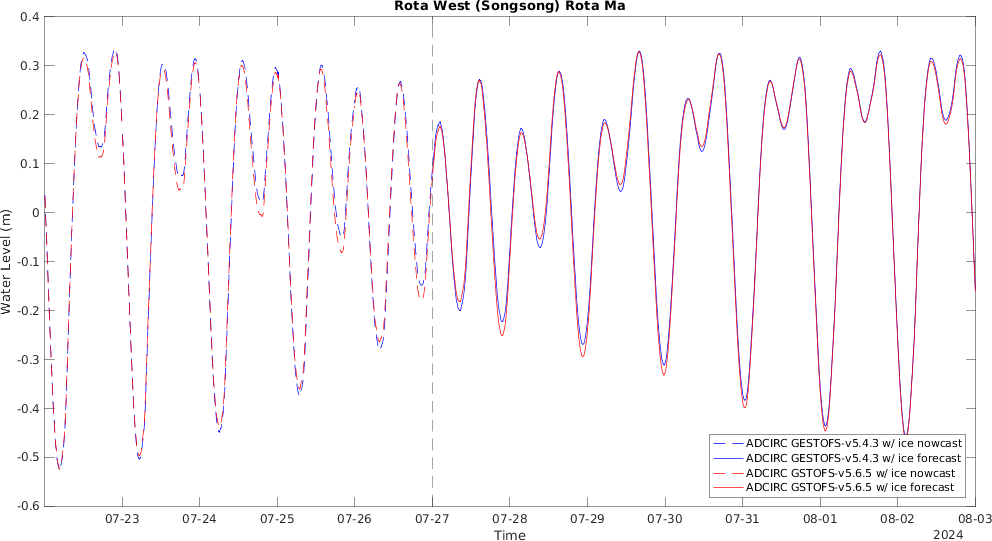 Rota West (Songsong) Rota Ma
0.4
0.3
0.2
0.1
0
-0.1
-0.2
-0.3
-0.4
-0.5
-0.6
Water Level (m)
ADCIRC GESTOFS-v5.4.3 w/ ice nowcast
ADCIRC GESTOFS-v5.4.3 w/ ice forecast
ADCIRC GSTOFS-v5.6.5 w/ ice nowcast
ADCIRC GSTOFS-v5.6.5 w/ ice forecast
07-23 07-24 07-25 07-26 07-27 07-28 07-29 07-30 07-31 08-01 08-02 08-03
Time
2024